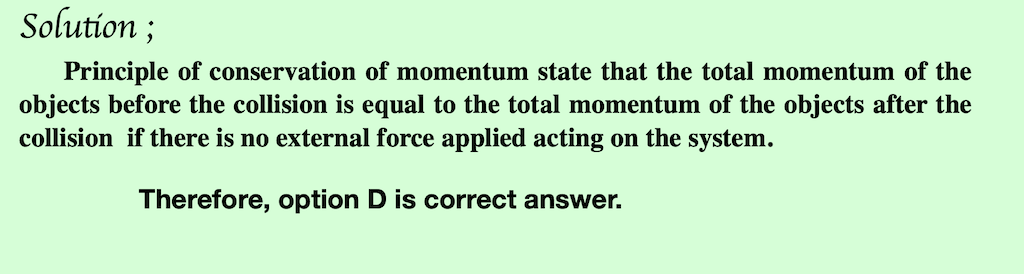 Solution ;
Principle of conservation of momentum state that the total momentum of the
objects before the collision is equal to the total momentum of the objects after the
collision if there is no external force applied acting on the system.
Therefore, option D is correct answer.